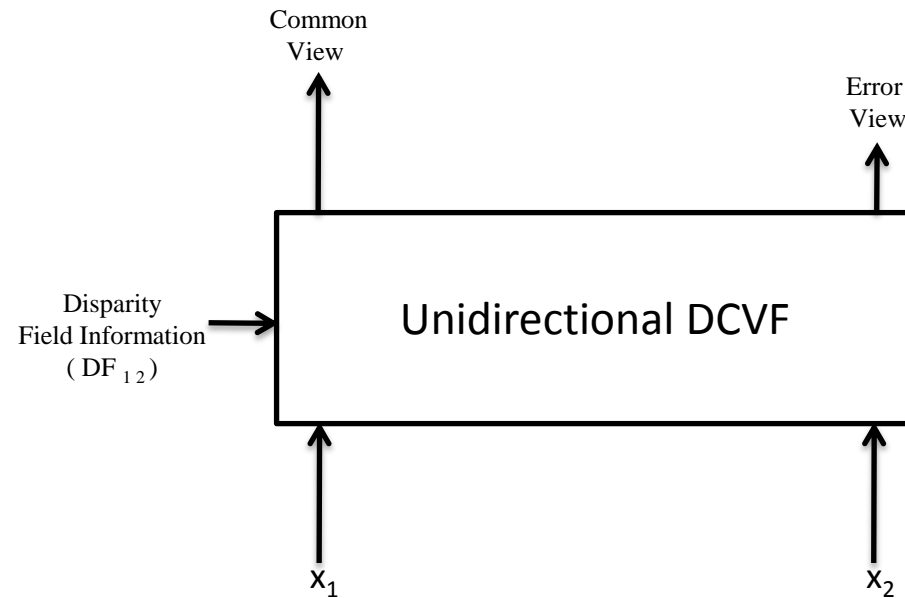 Common
View
Error
View
Disparity
Field Information
( DF 1 2 )
Unidirectional DCVF
x1
x2